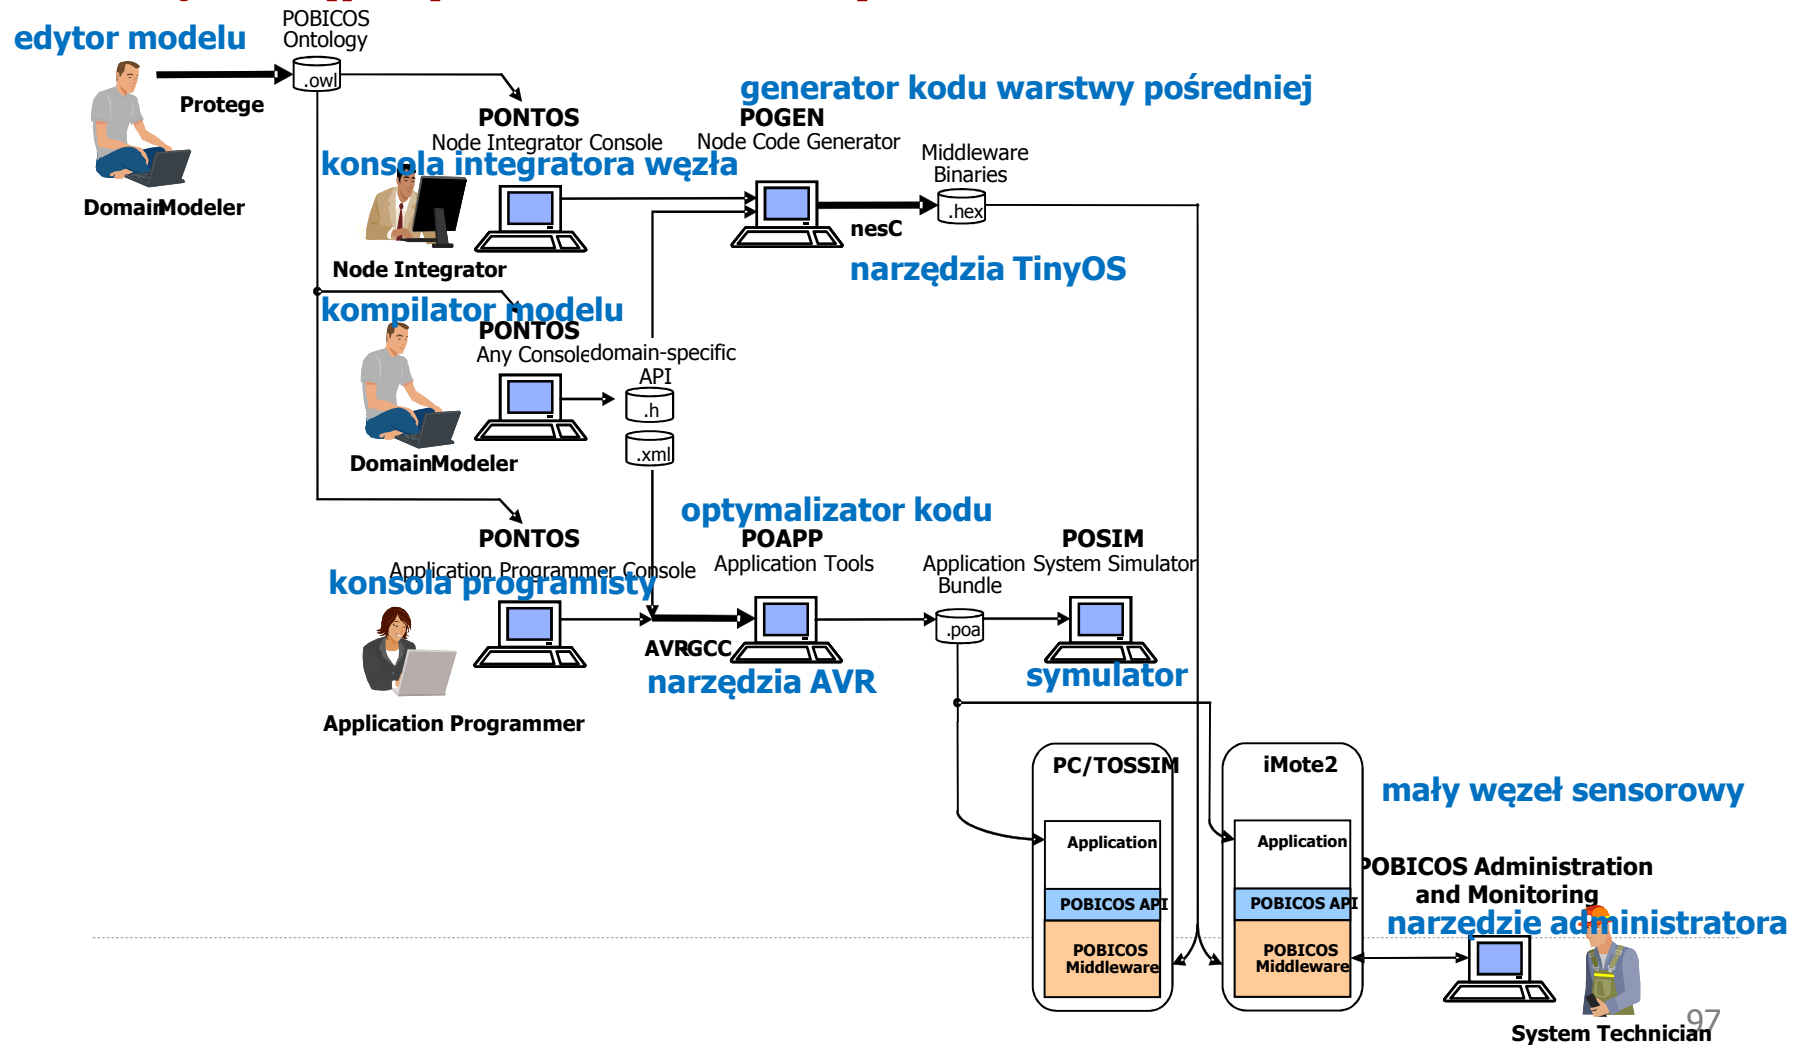 edytor modelu
POBICOS
Ontology
.owl
Protege
DomainModeler
generator kodu warstwy pośredniej
PONTOS
Node Integrator Console
POGEN
Node Code Generator
konsola integratora węzła
Middleware
Binaries
.hex
nesC
Node Integrator
narzędzia TinyOS
kompilator modelu
PONTOS
Any Console
domain-specific
API
.h
.xml
DomainModeler
optymalizator kodu
PONTOS
Application Programmer Console
konsola programisty
POAPP
Application Tools
Application
Bundle
.poa
POSIM
System Simulator
AVRGCC
narzędzia AVR
symulator
Application Programmer
PC/TOSSIM
Application
POBICOS API
POBICOS
Middleware
iMote2
Application
POBICOS API
POBICOS
Middleware
mały węzeł sensorowy
POBICOS Administration
and Monitoring
narzędzie administratora
System Technician
97